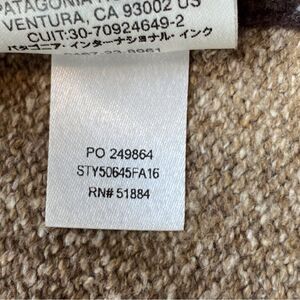 VENTURA, CA 93002 US
CUIT:30-70924649-2
パタゴニア・インターナショナル・インク
PO 249864
STY50645FA16
RN# 51884